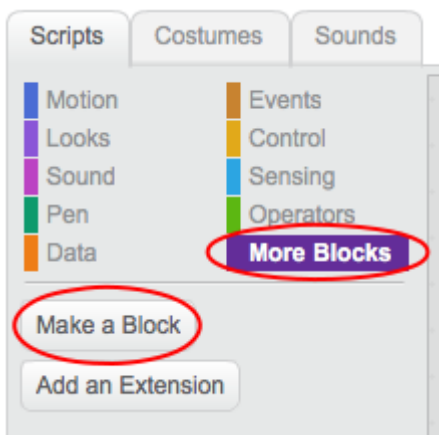 Scripts Costumes Sounds
Motion Events
Looks Control
Sound Sensing
Pen Operators
Data More Blocks
Make a Block
Add an Extension